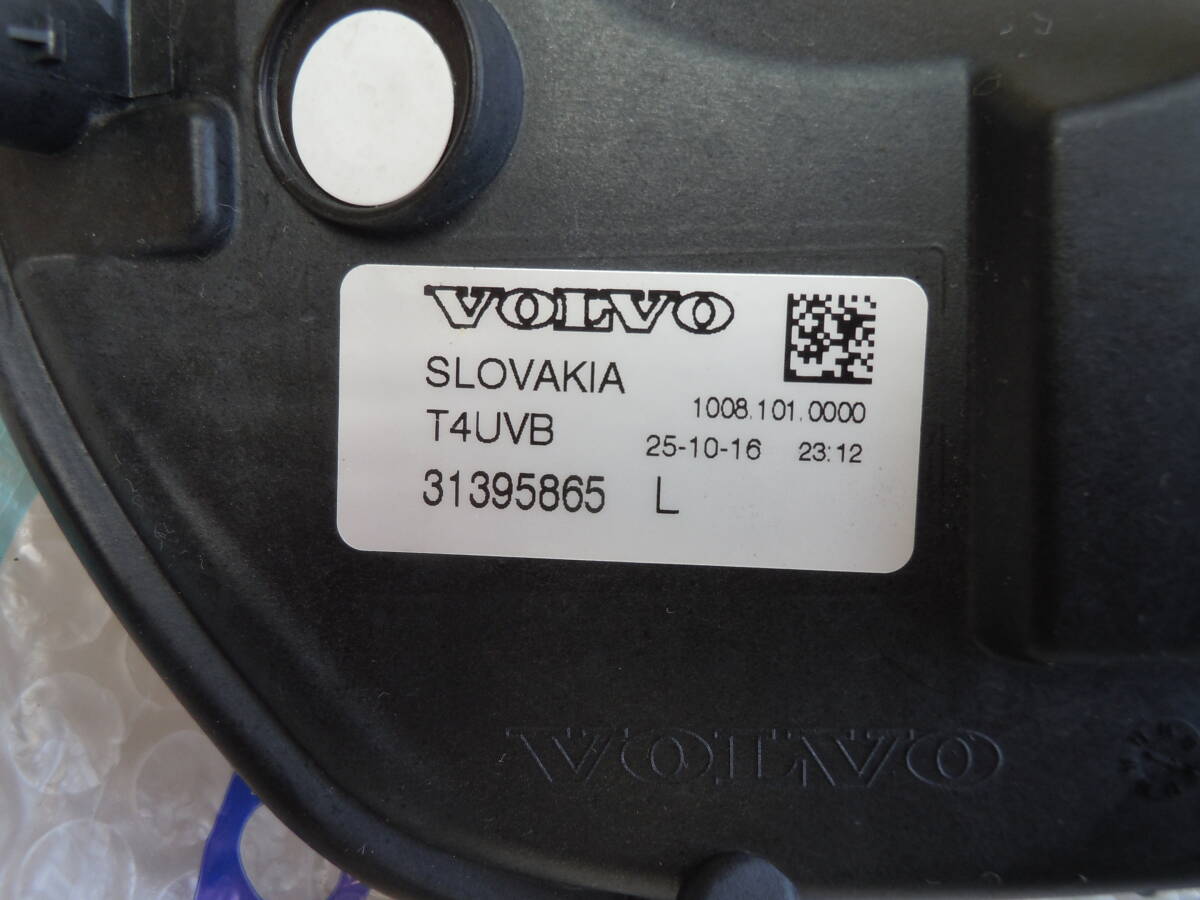 VOLVO
SLOVAKIA
1008.101.0000
T4UVB
25-10-16 23:12
31395865 L
VOLVO